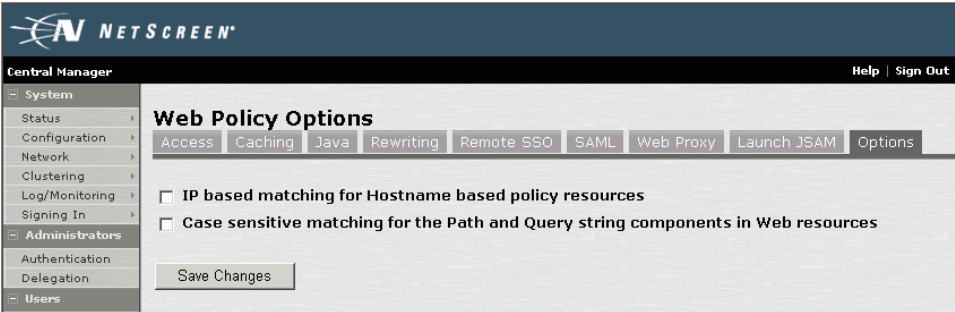 NETSCREEN®
Central Manager
Help | Sign Out
System
Status
Configuration
Network
Clustering
Log/Monitoring
Signing In
Administrators
Authentication
Delegation
Users
Web Policy Options
Access Caching Java Rewriting Remote SSO SAML Web Proxy Launch JSAM Options
IP based matching for Hostname based policy resources
Case sensitive matching for the Path and Query string components in Web resources
Save Changes